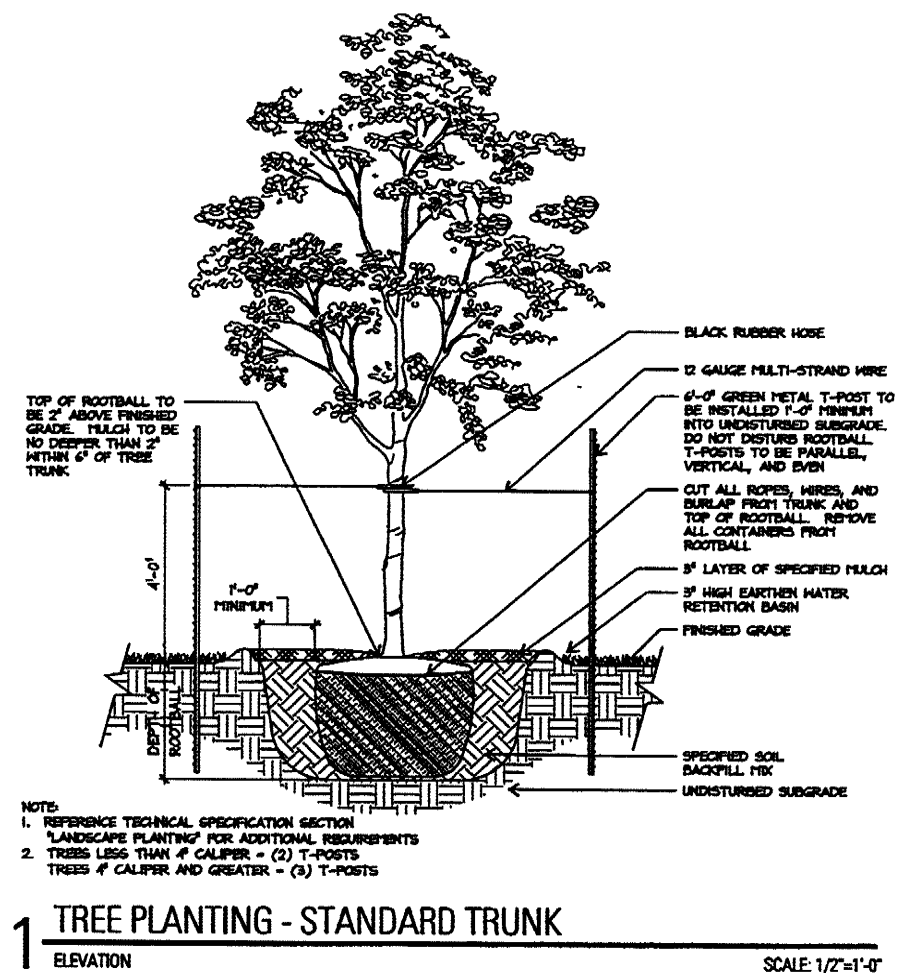 BLACK RUBBER HOSE
12 GAUGE MULTI-STRAND WIRE
TOP OF ROOTBALL TO
BE 2" ABOVE FINISHED
GRADE. MULCH TO BE
NO DEEPER THAN 2"
WITHIN 6" OF TREE
TRUNK
6'-0" GREEN METAL T-POST TO
BE INSTALLED 1'-0" MINIMUM
INTO UNDISTURBED SUBGRADE.
DO NOT DISTURB ROOTBALL.
T-POSTS TO BE PARALLEL,
VERTICAL, AND EVEN
CUT ALL ROPES, WIRES, AND
BURLAP FROM TRUNK AND
TOP OF ROOTBALL. REMOVE
ALL CONTAINERS FROM
ROOTBALL
4'-0"
1'-0"
MINIMUM
3" LAYER OF SPECIFIED MULCH
3" HIGH EARTHEN WATER
RETENTION BASIN
FINISHED GRADE
DEPTH OF
ROOTBALL
SPECIFIED SOIL
BACKFILL MIX
UNDISTURBED SUBGRADE
NOTE:
1. REFERENCE TECHNICAL SPECIFICATION SECTION
"LANDSCAPE PLANTING" FOR ADDITIONAL REQUIREMENTS
2. TREES LESS THAN 4" CALIPER - (2) T-POSTS
TREES 4" CALIPER AND GREATER - (3) T-POSTS
1 TREE PLANTING - STANDARD TRUNK
ELEVATION
SCALE: 1/2"=1'-0"